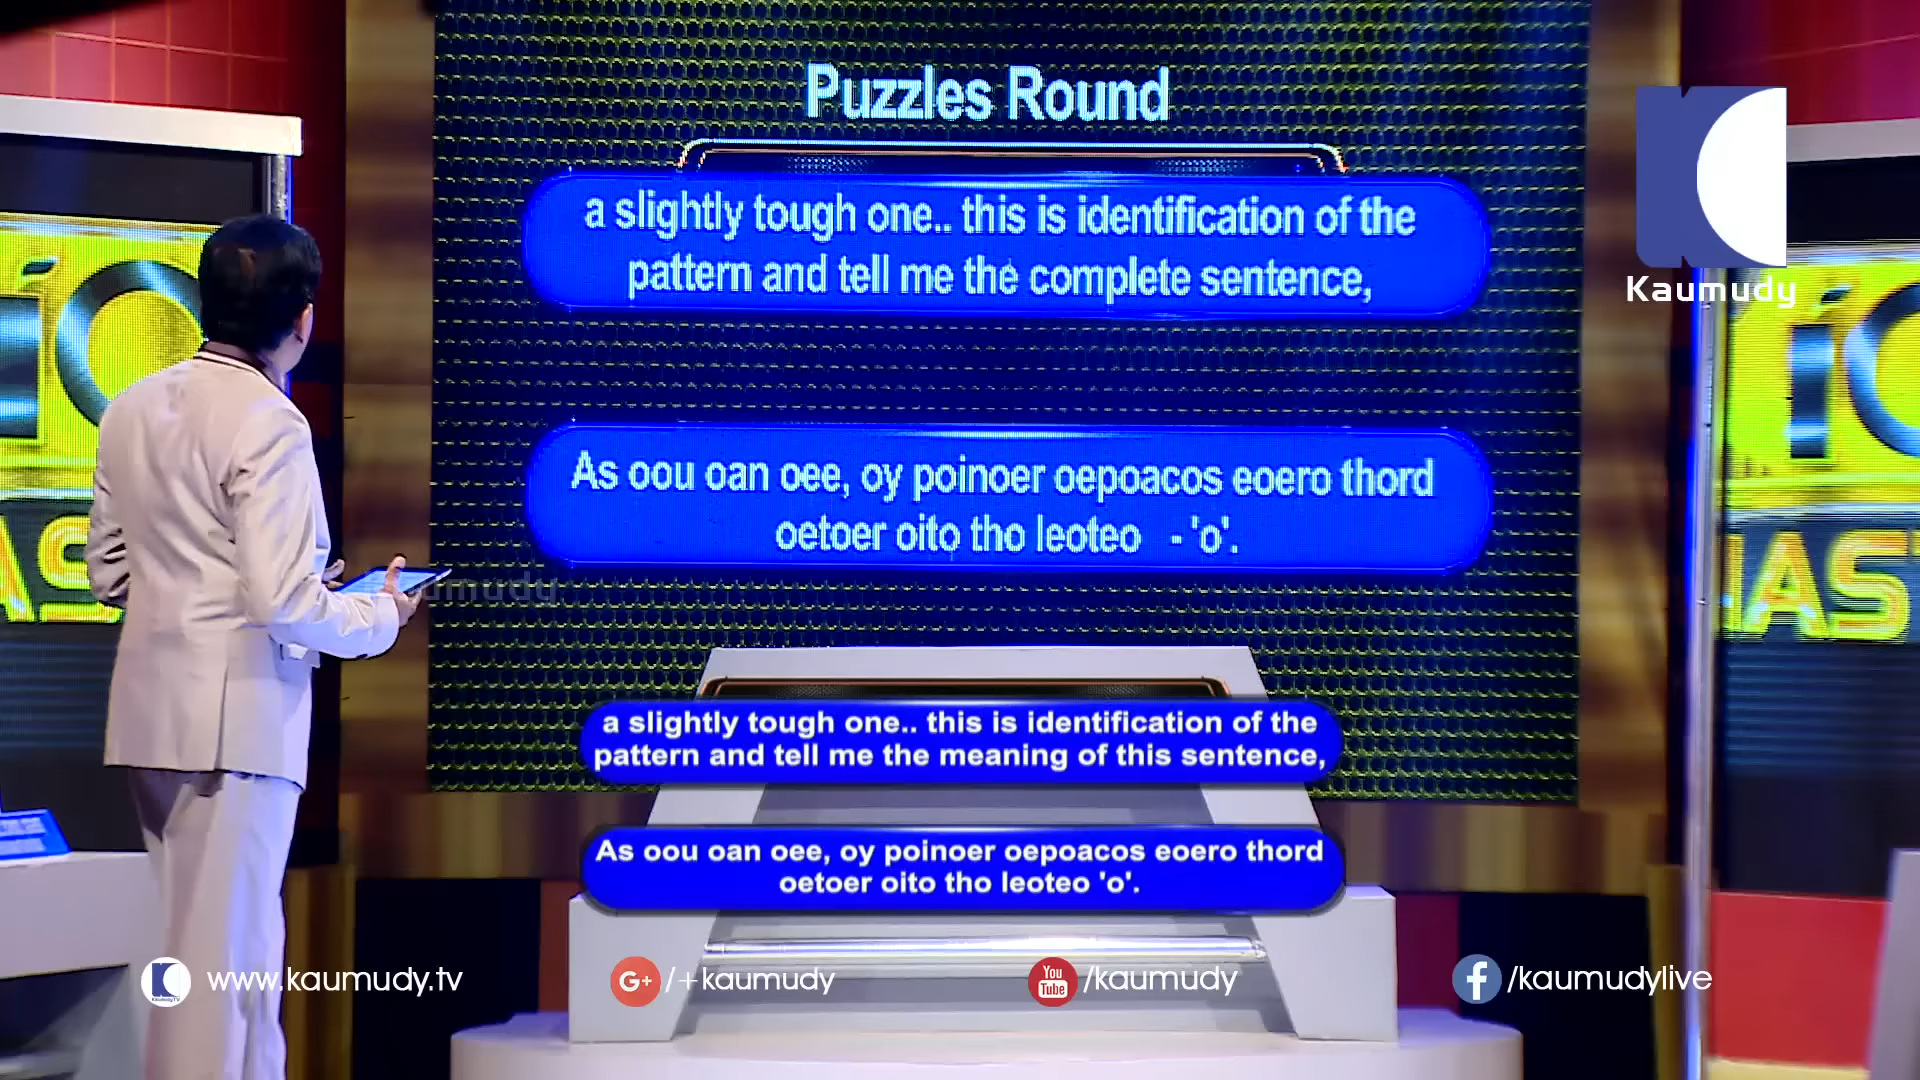 Puzzles Round
a slightly tough one.. this is identification of the
pattern and tell me the complete sentence,
Kaumudy
As oou oan oee, oy poinoer oepoacos eoero thord
oetoer oito tho leoteo - 'o'.
a slightly tough one.. this is identification of the
pattern and tell me the meaning of this sentence,
As oou oan oee, oy poinoer oepoacos eoero thord
oetoer oito tho leoteo 'o'.
www.kaumudy.tv
G+ /+kaumudy
You Tube /kaumudy
f /kaumudylive